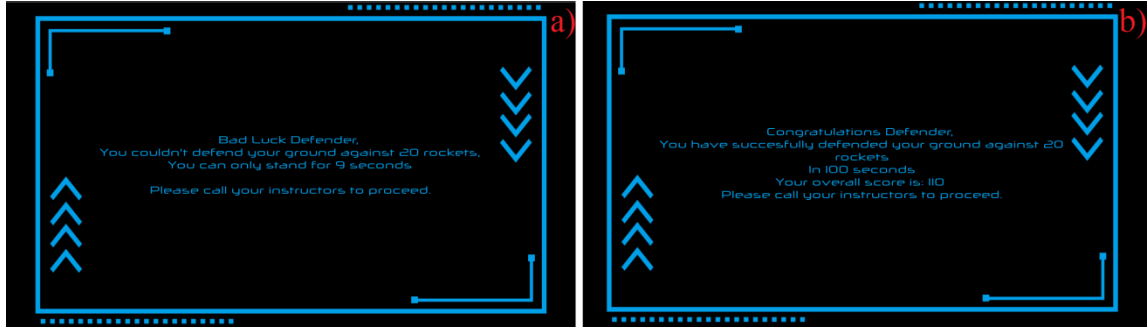 a)
Bad Luck Defender,
You couldn't defend your ground against 20 rockets,
You can only stand for 9 seconds
Please call your instructors to proceed.
b)
Congratulations Defender,
You have succesfully defended your ground against 20
rockets
In 100 seconds
Your overall score is: 110
Please call your instructors to proceed.